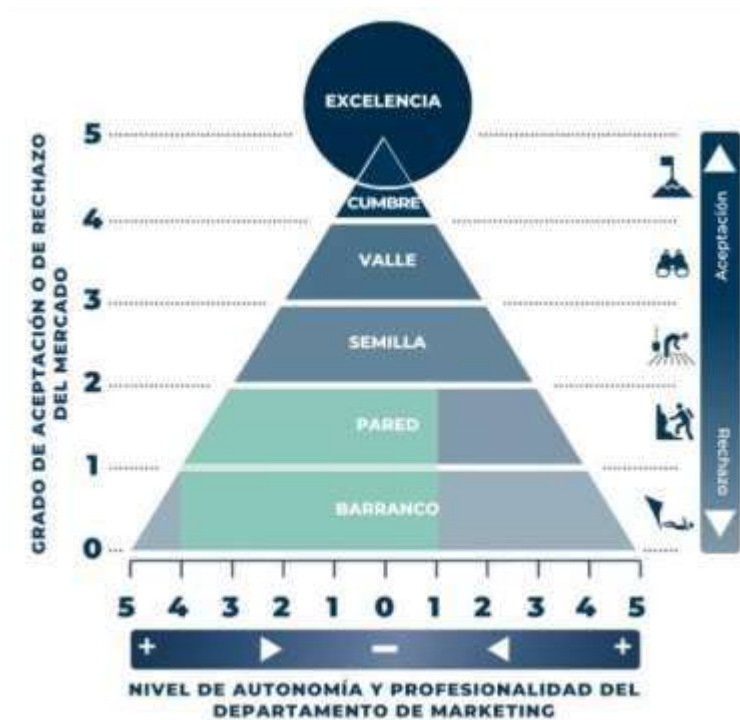 EXCELENCIA
5
CUMBRE
4
VALLE
3
SEMILLA
2
PARED
1
BARRANCO
0
GRADO DE ACEPTACIÓN O DE RECHAZO
DEL MERCADO
Aceptación
Rechazo
5 4 3 2 1 0 1 2 3 4 5
+ – +
NIVEL DE AUTONOMÍA Y PROFESIONALIDAD DEL
DEPARTAMENTO DE MARKETING